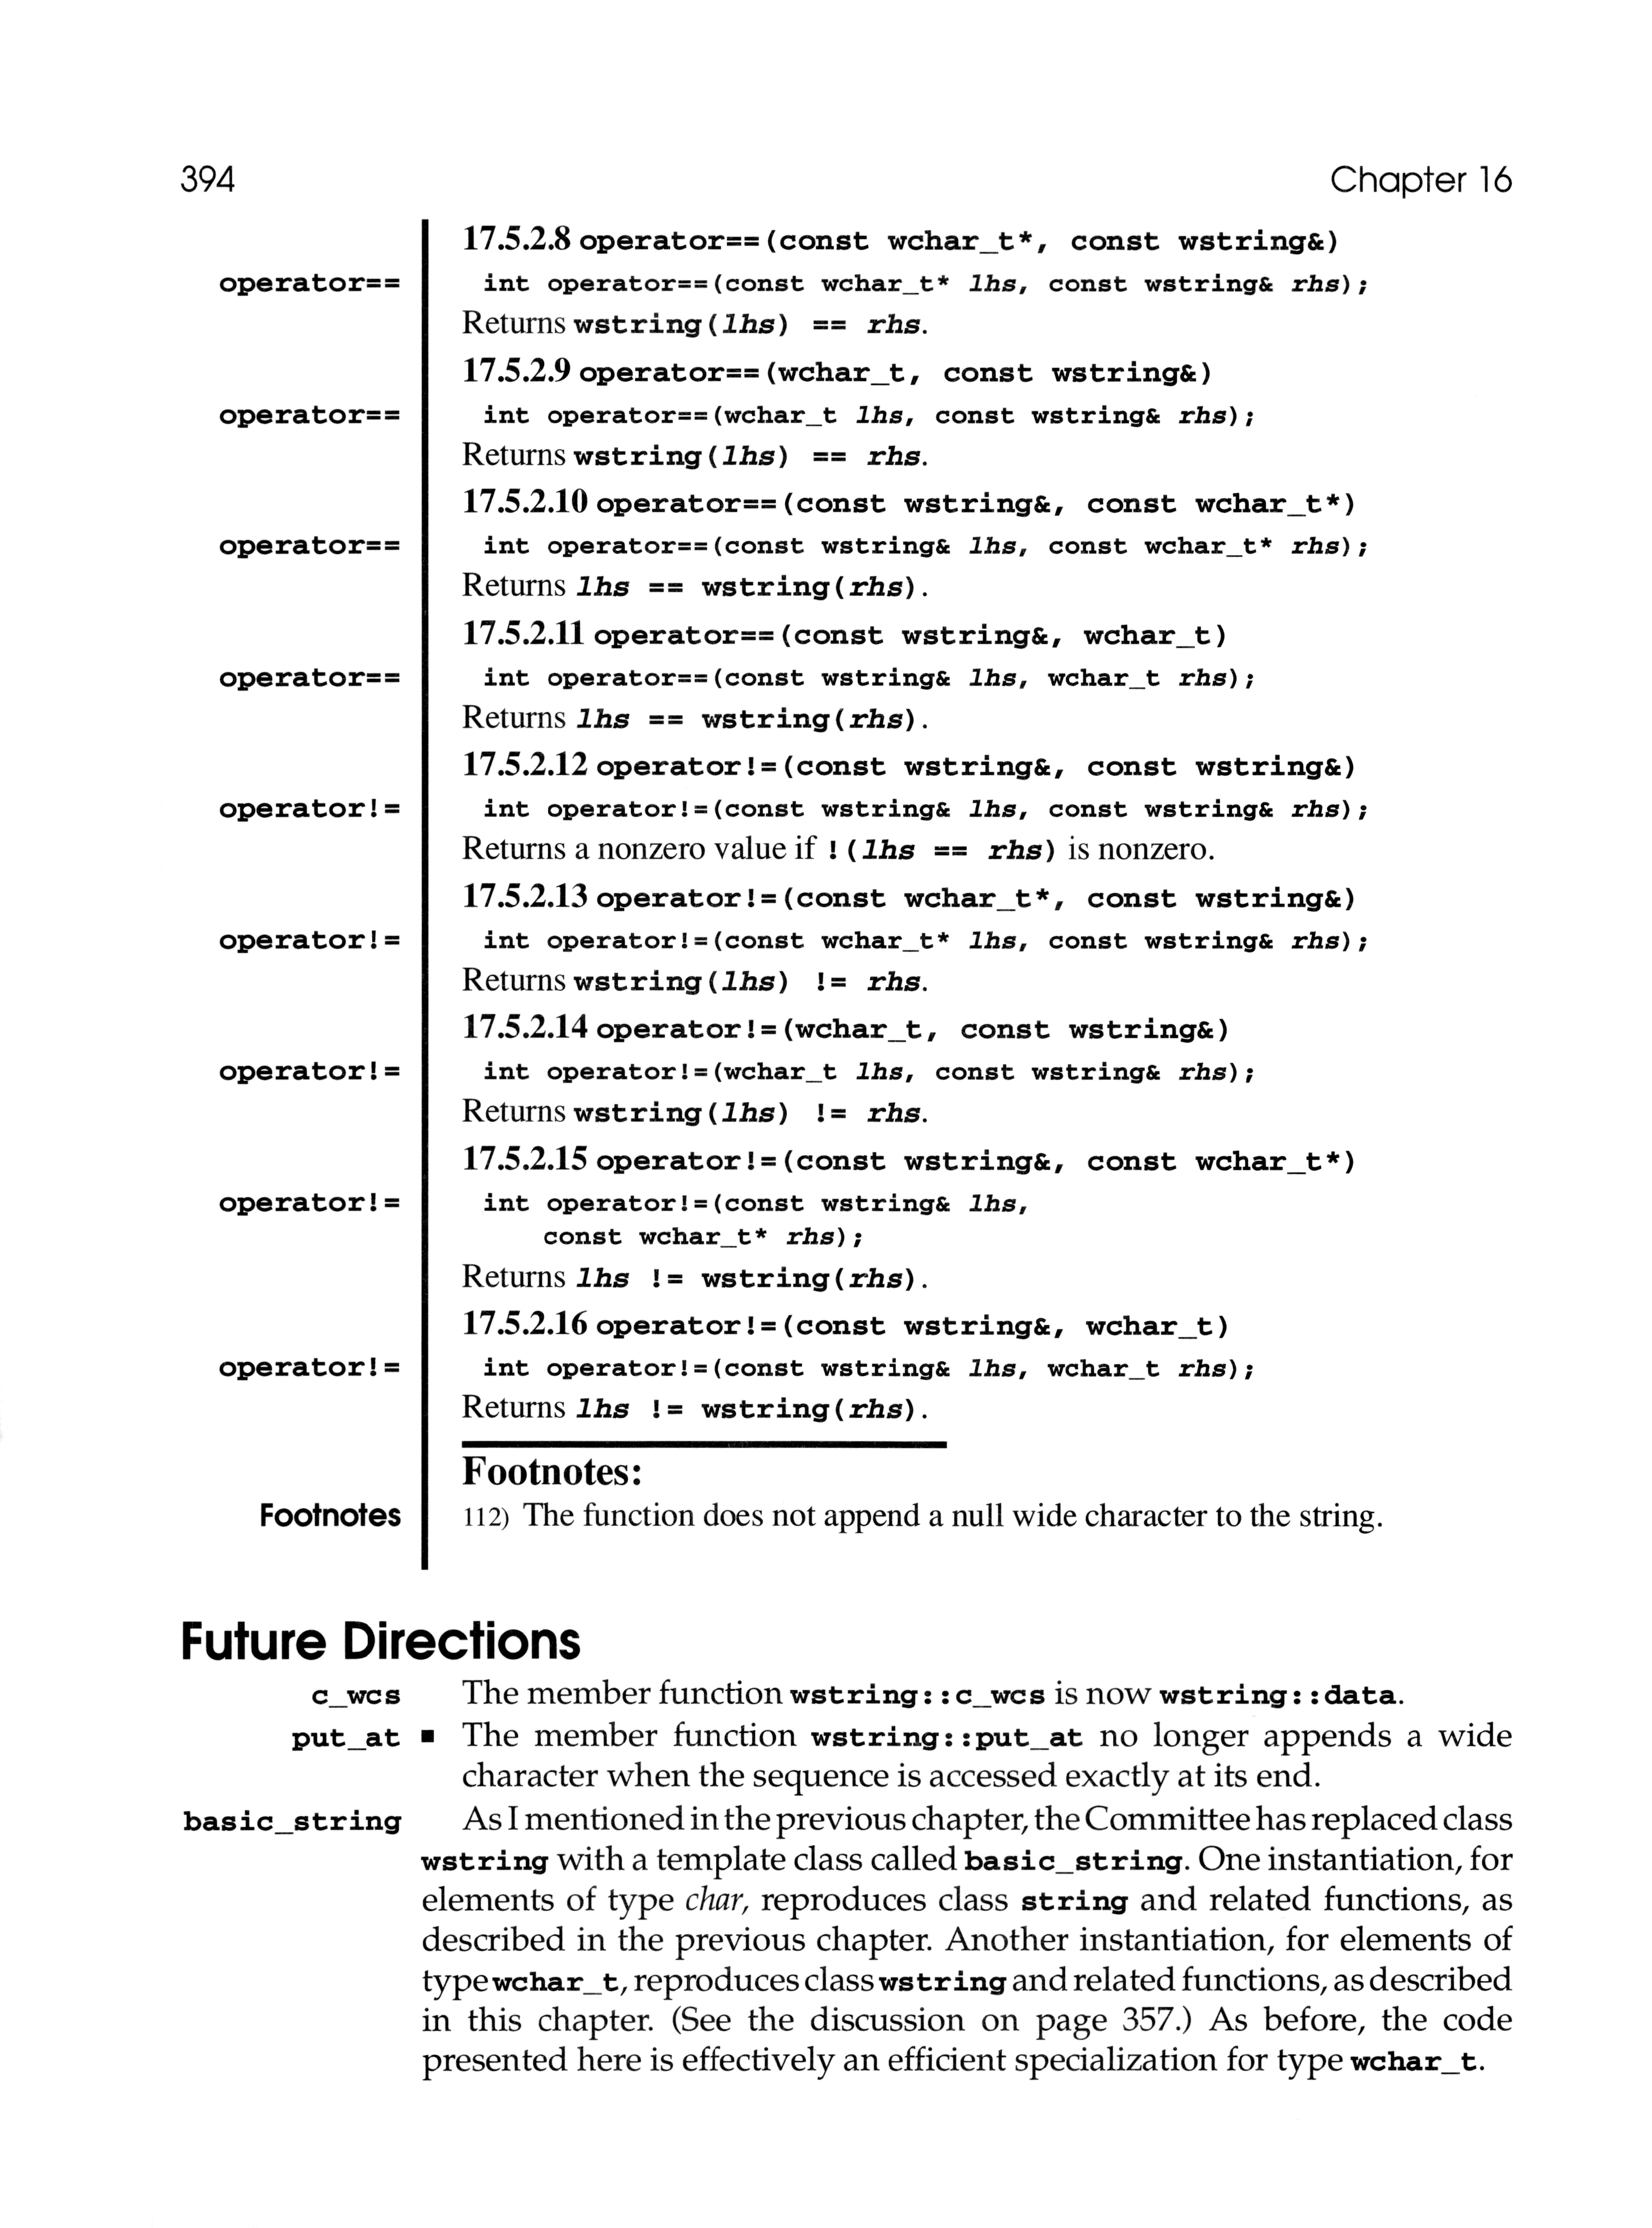 394 Chapter 16
17.5.2.8 operator==(const wchar_t*, const wstring&)
operator== int operator==(const wchar_t* lhs, const wstring& rhs);
Returns wstring(lhs) == rhs.
17.5.2.9 operator==(wchar_t, const wstring&)
operator== int operator==(wchar_t lhs, const wstring& rhs);
Returns wstring(lhs) == rhs.
17.5.2.10 operator==(const wstring&, const wchar_t*)
operator== int operator==(const wstring& lhs, const wchar_t* rhs);
Returns lhs == wstring(rhs).
17.5.2.11 operator==(const wstring&, wchar_t)
operator== int operator==(const wstring& lhs, wchar_t rhs);
Returns lhs == wstring(rhs).
17.5.2.12 operator!=(const wstring&, const wstring&)
operator!= int operator!=(const wstring& lhs, const wstring& rhs);
Returns a nonzero value if !(lhs == rhs) is nonzero.
17.5.2.13 operator!=(const wchar_t*, const wstring&)
operator!= int operator!=(const wchar_t* lhs, const wstring& rhs);
Returns wstring(lhs) != rhs.
17.5.2.14 operator!=(wchar_t, const wstring&)
operator!= int operator!=(wchar_t lhs, const wstring& rhs);
Returns wstring(lhs) != rhs.
17.5.2.15 operator!=(const wstring&, const wchar_t*)
operator!= int operator!=(const wstring& lhs,
const wchar_t* rhs);
Returns lhs != wstring(rhs).
17.5.2.16 operator!=(const wstring&, wchar_t)
operator!= int operator!=(const wstring& lhs, wchar_t rhs);
Returns lhs != wstring(rhs).
Footnotes:
Footnotes 112) The function does not append a null wide character to the string.
Future Directions
c_wcs The member function wstring::c_wcs is now wstring::data.
put_at ■ The member function wstring::put_at no longer appends a wide
character when the sequence is accessed exactly at its end.
basic_string As I mentioned in the previous chapter, the Committee has replaced class
wstring with a template class called basic_string. One instantiation, for
elements of type char, reproduces class string and related functions, as
described in the previous chapter. Another instantiation, for elements of
type wchar_t, reproduces class wstring and related functions, as described
in this chapter. (See the discussion on page 357.) As before, the code
presented here is effectively an efficient specialization for type wchar_t.